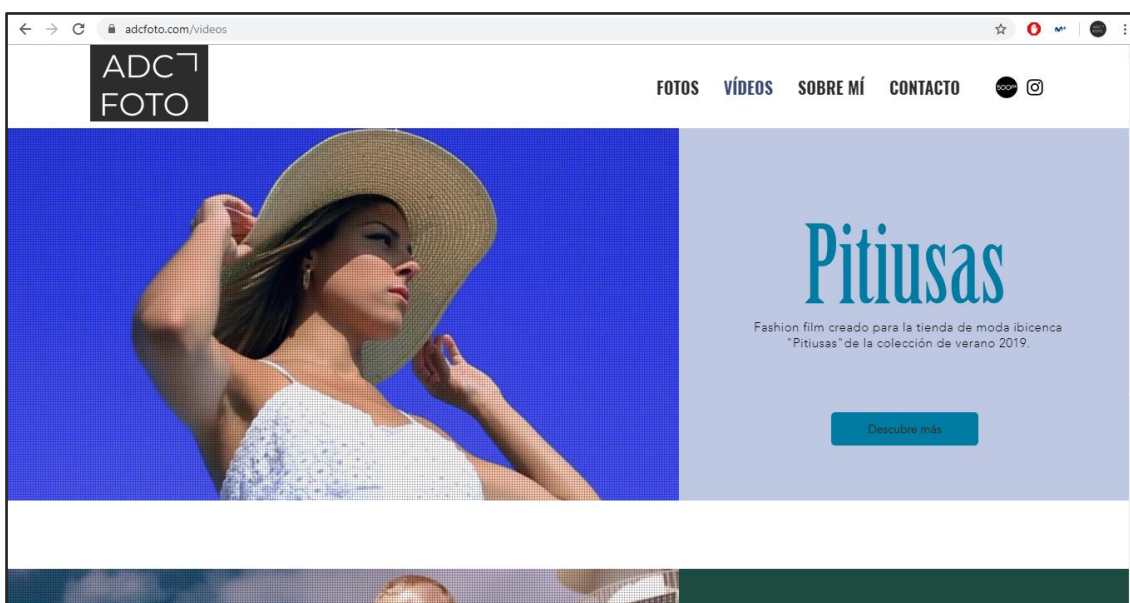 adcfoto.com/videos
ADC
FOTO
FOTOS VÍDEOS SOBRE MÍ CONTACTO
Pitiusas
Fashion film creado para la tienda de moda ibicenca
"Pitiusas"de la colección de verano 2019.
Descubre más